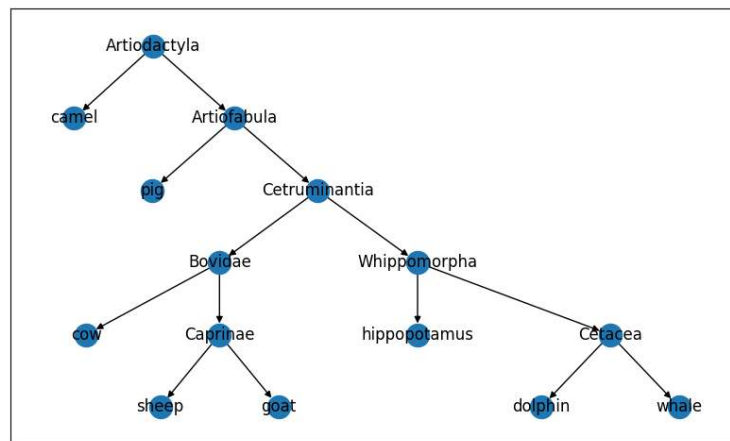 Artiodactyla
camel
Artiofabula
pig
Cetruminantia
Bovidae
Whippomorpha
cow
Caprinae
hippopotamus
Cetacea
sheep
goat
dolphin
whale